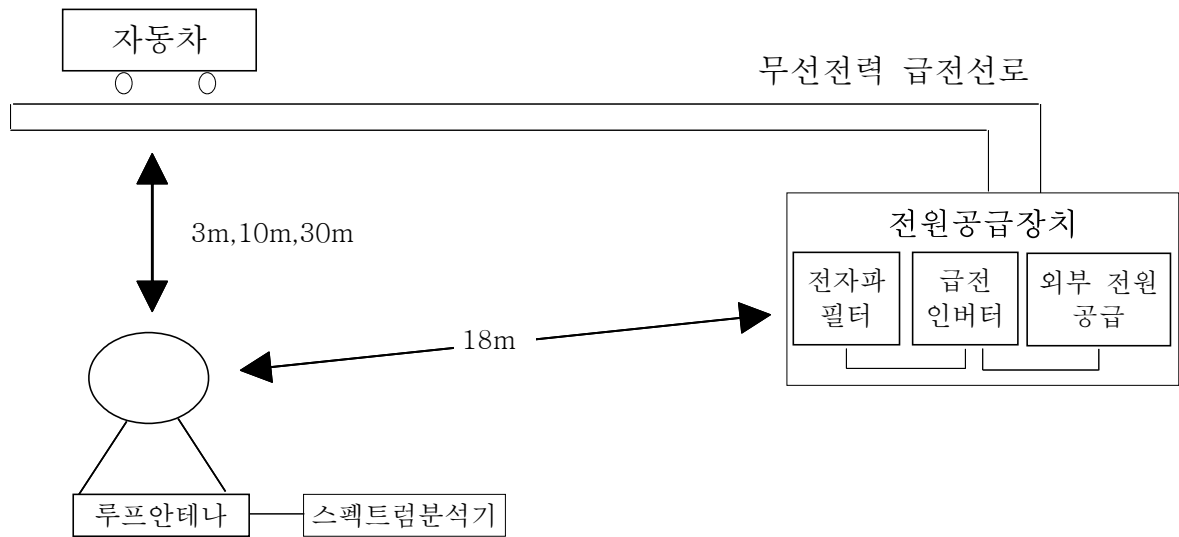 자동차
무선전력 급전선로
3m,10m,30m
전원공급장치
전자파
필터
급전
인버터
외부 전원
공급
18m
루프안테나
스펙트럼분석기